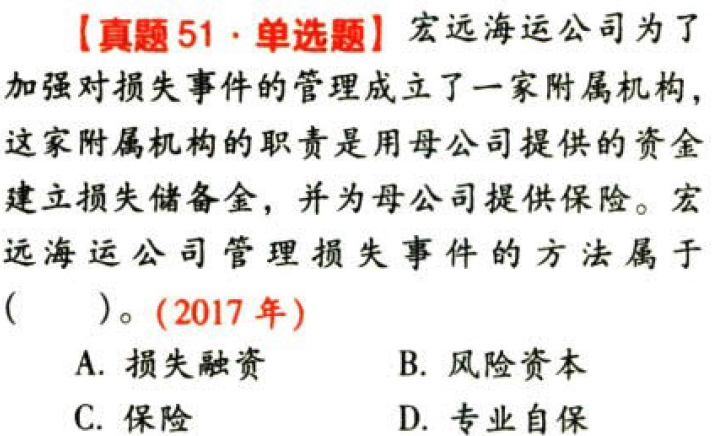 【真题 51 · 单选题】 宏远海运公司为了
加强对损失事件的管理成立了一家附属机构，
这家附属机构的职责是用母公司提供的资金
建立损失储备金，并为母公司提供保险。宏
远海运公司管理损失事件的方法属于
(　　)。(2017 年)
A. 损失融资　　B. 风险资本
C. 保险　　D. 专业自保